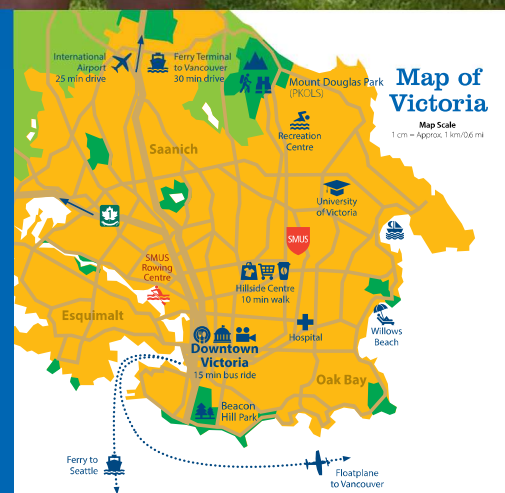 International
Airport
25 min drive
Ferry Terminal
to Vancouver
30 min drive
Mount Douglas Park
(PKOLS)
Map of
Victoria
Map Scale
1 cm = Approx. 1 km/0.6 mi
Recreation
Centre
Saanich
University
of Victoria
1
SMUS
SMUS
Rowing
Centre
Hillside Centre
10 min walk
Esquimalt
Hospital
Willows
Beach
Downtown
Victoria
15 min bus ride
Oak Bay
Beacon
Hill Park
Ferry to
Seattle
Floatplane
to Vancouver